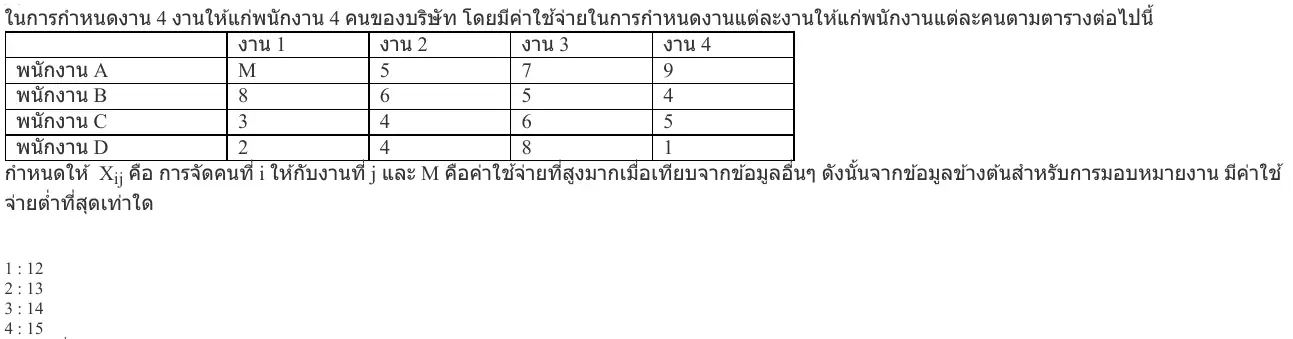 ในการกำหนดงาน 4 งานให้แก่พนักงาน 4 คนของบริษัท โดยมีค่าใช้จ่ายในการกำหนดงานแต่ละงานให้แก่พนักงานแต่ละคนตามตารางต่อไปนี้
งาน 1 งาน 2 งาน 3 งาน 4
พนักงาน A M 5 7 9
พนักงาน B 8 6 5 4
พนักงาน C 3 4 6 5
พนักงาน D 2 4 8 1
กำหนดให้ Xij คือ การจัดคนที่ i ให้กับงานที่ j และ M คือค่าใช้จ่ายที่สูงมากเมื่อเทียบจากข้อมูลอื่นๆ ดังนั้นจากข้อมูลข้างต้นสำหรับการมอบหมายงาน มีค่าใช้
จ่ายต่ำที่สุดเท่าใด
1 : 12
2 : 13
3 : 14
4 : 15